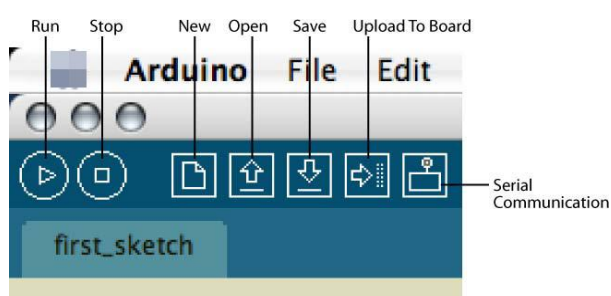 Run Stop New Open Save Upload To Board
Arduino File Edit
Serial
Communication
first_sketch